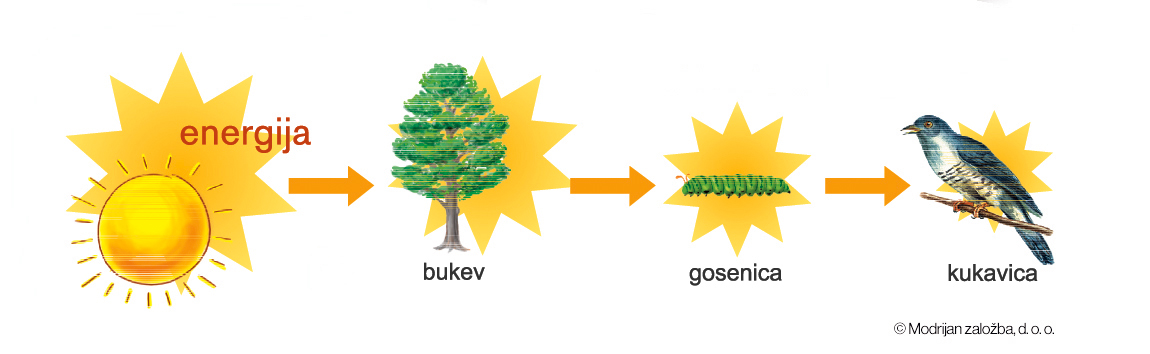 energija
bukev
gosenica
kukavica
© Modrijan založba, d. o. o.